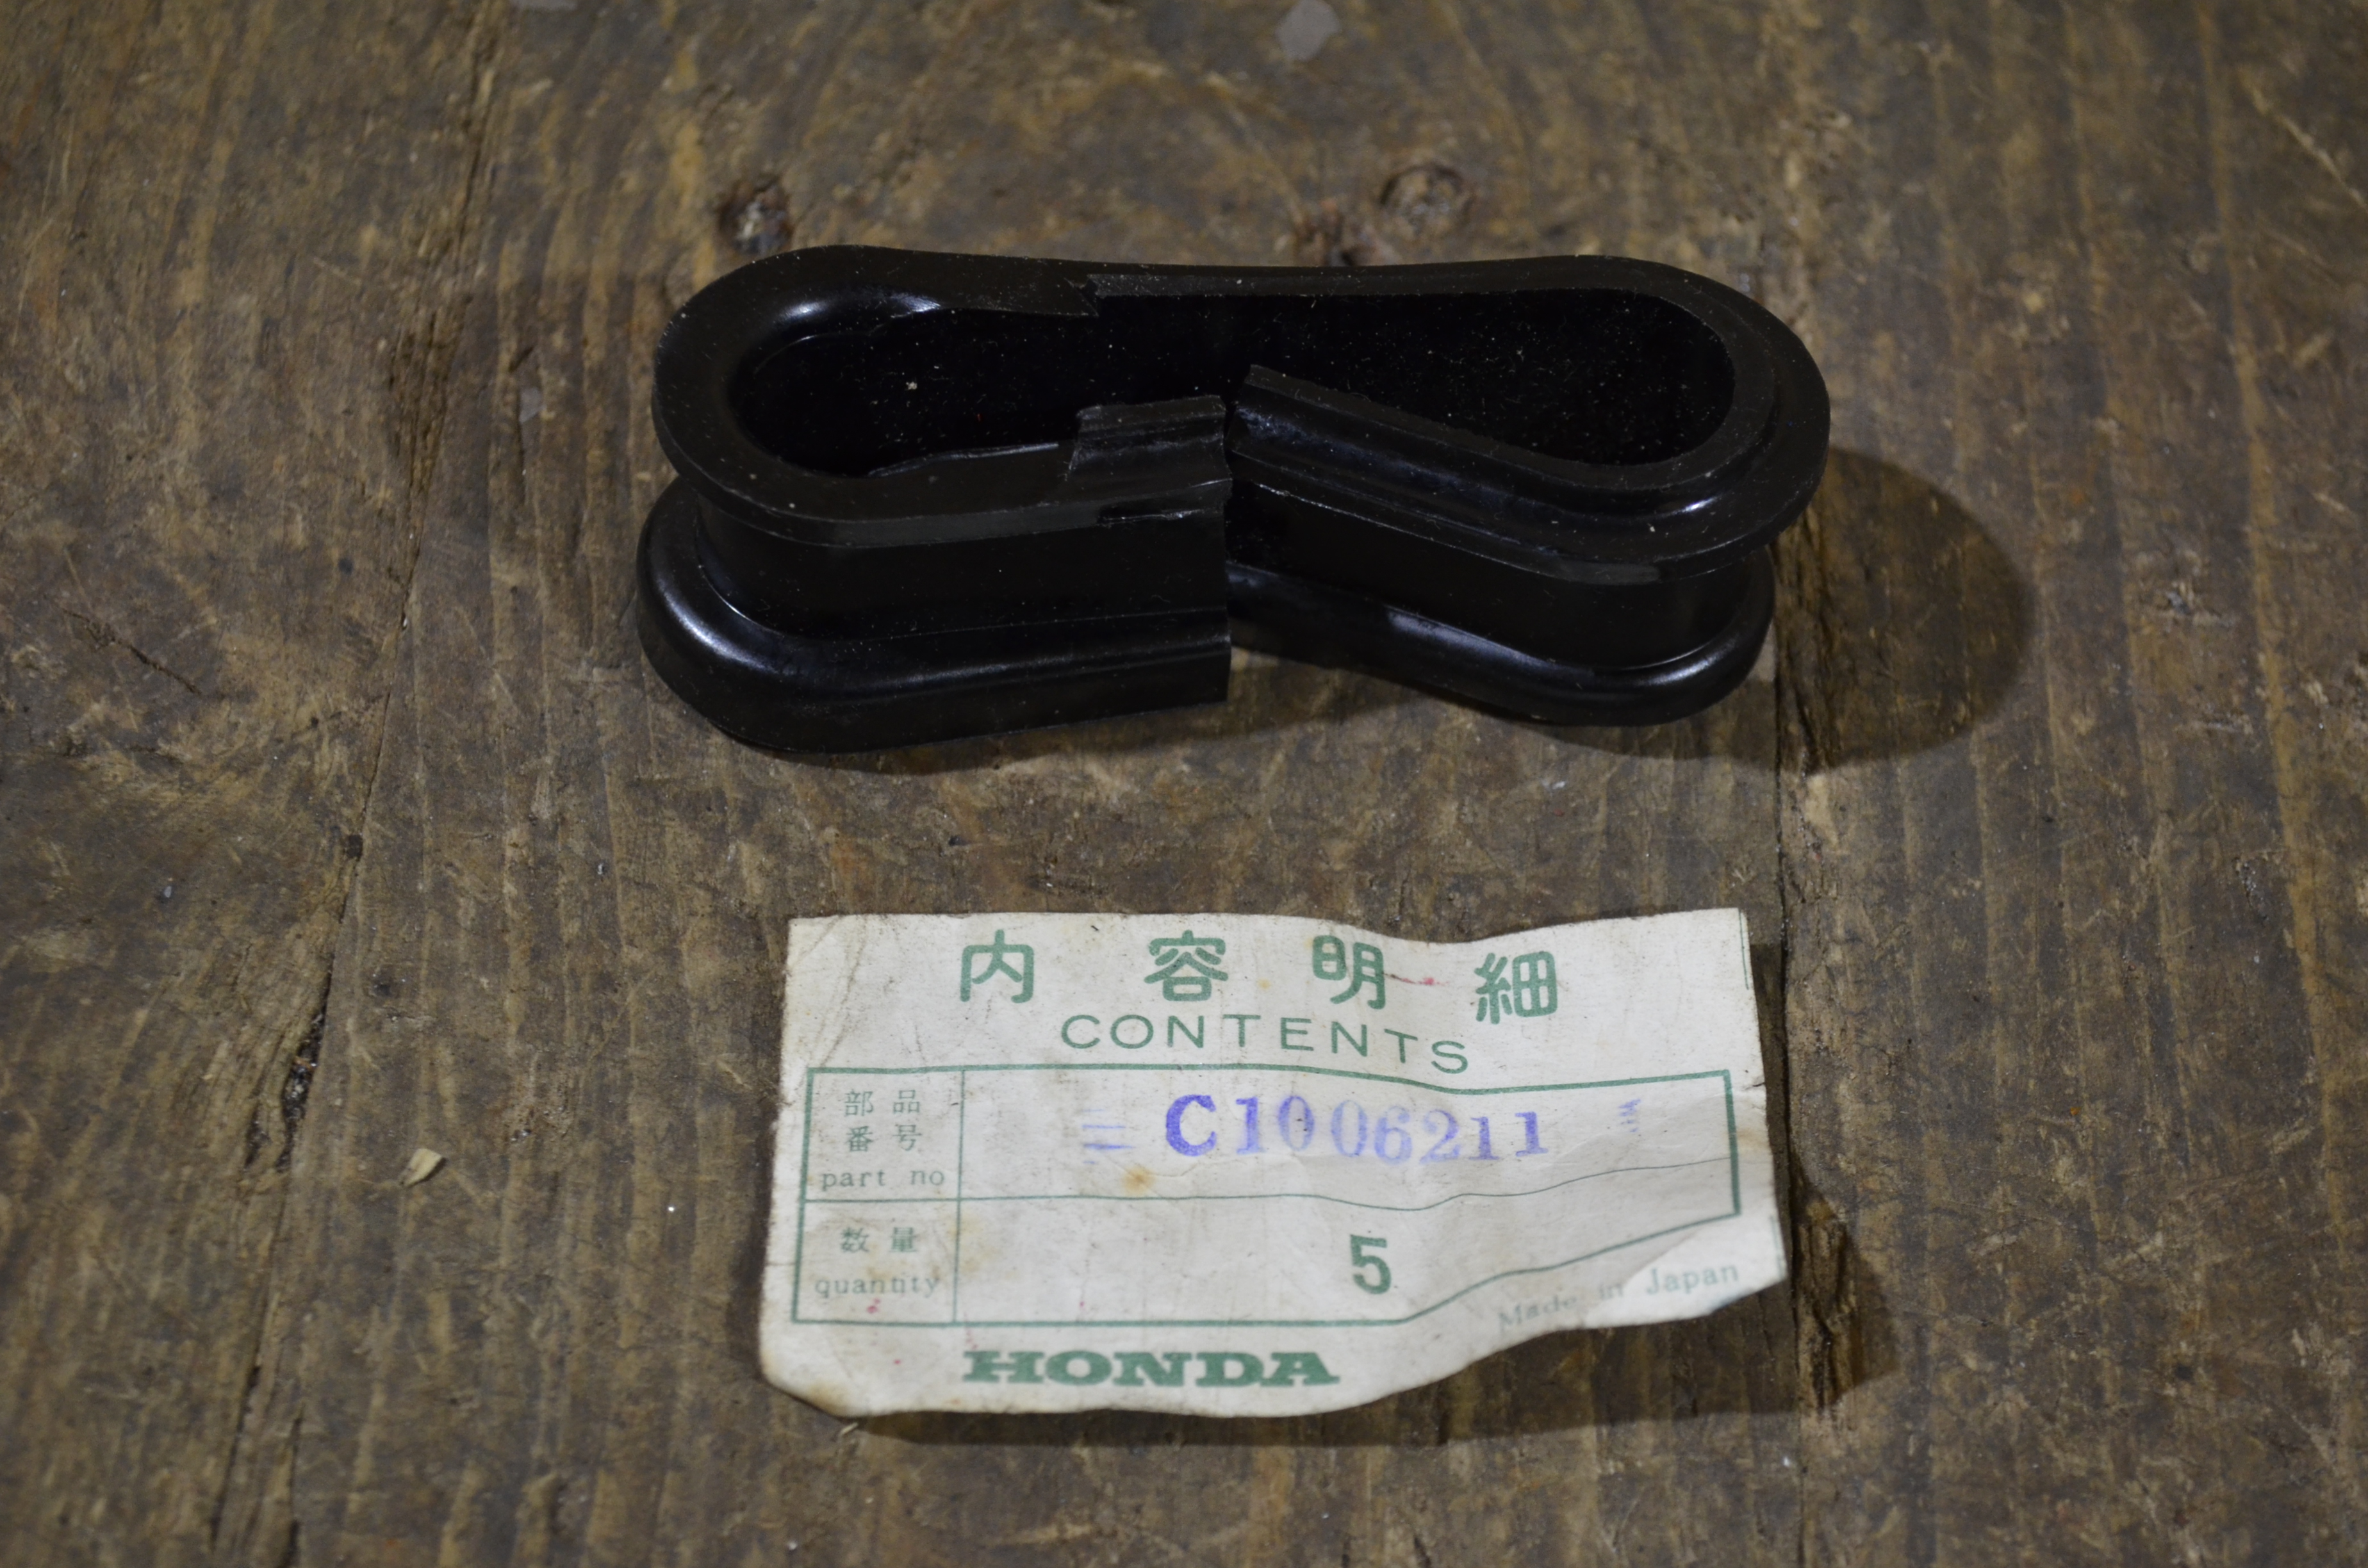 内容明細
CONTENTS
部品
番号
part no
C1006211
数量
quantity
5
Made in Japan
HONDA